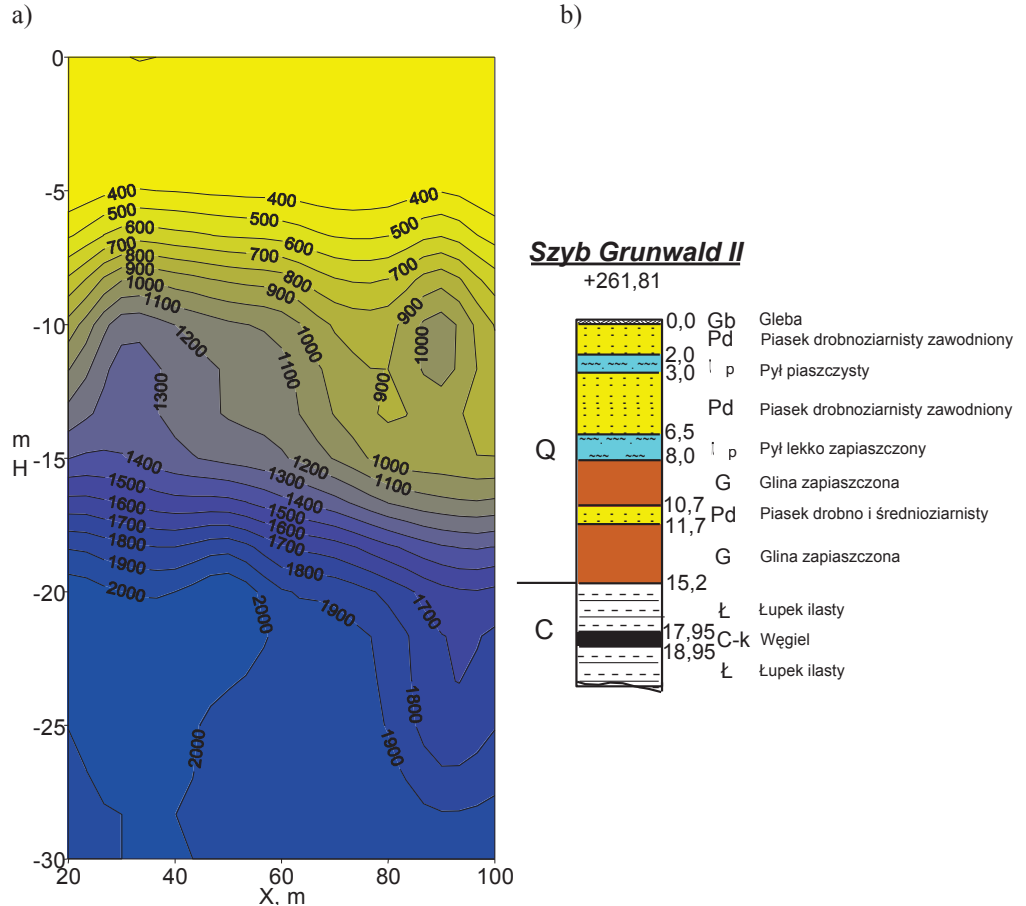 a)
b)
0
-5
-10
-15
-20
-25
-30
m
H
20 40 60 80 100
X, m
400 400 400
500 500 500
600 600
700 700 700
800 800
900 900 900
1000 1000 1000
1100 1100
1200
1300
900
1400 1200 1000
1500 1300 1100
1600 1400
1700 1500
1800 1600
1900 1700
2000 1800
2000 1900 1700
1800
2000 1900
Szyb Grunwald II
+261,81
0,0 Gb Gleba
Pd Piasek drobnoziarnisty zawodniony
2,0
p Pył piaszczysty
3,0
Pd Piasek drobnoziarnisty zawodniony
6,5
p Pył lekko zapiaszczony
8,0
Q
G Glina zapiaszczona
10,7
Pd Piasek drobno i średnioziarnisty
11,7
G Glina zapiaszczona
15,2
C
Ł Łupek ilasty
17,95
C-k Węgiel
18,95
Ł Łupek ilasty